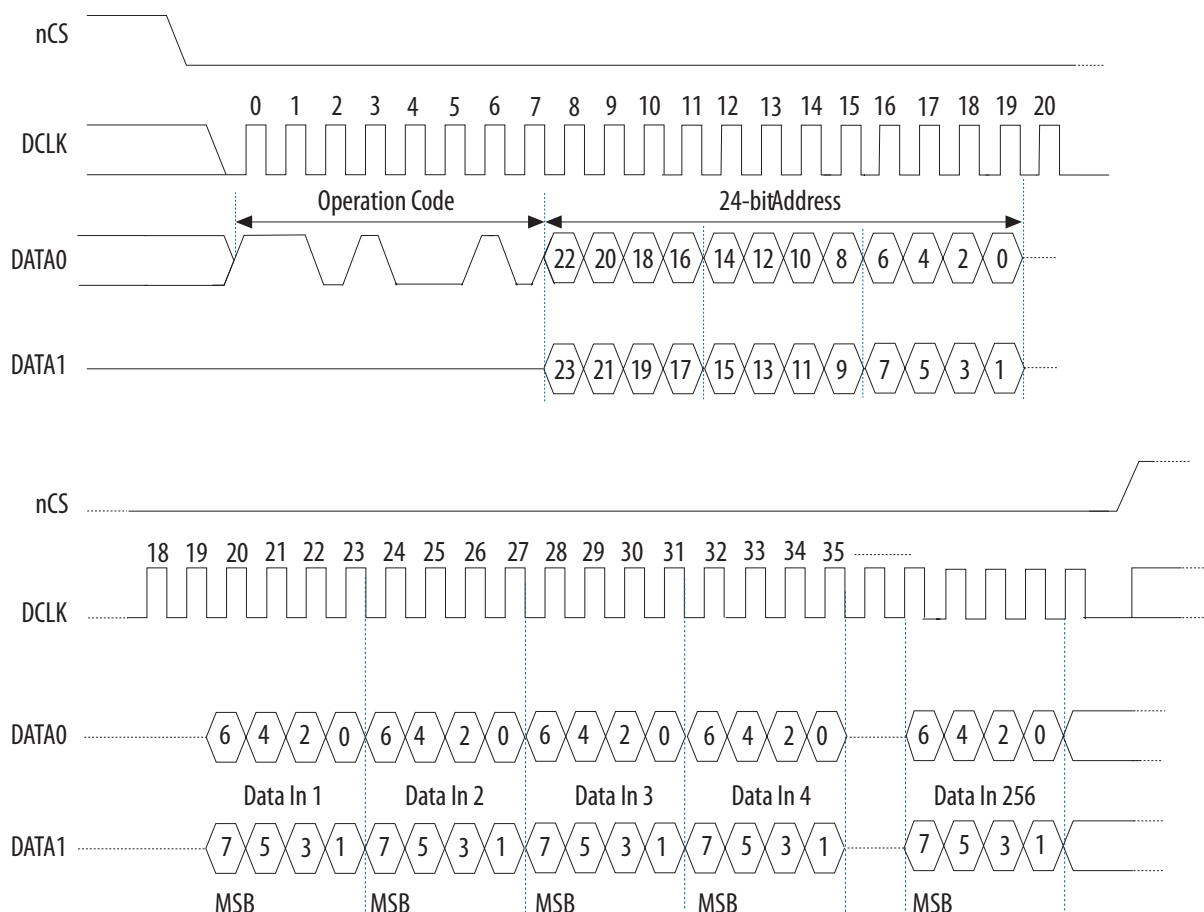 nCS
0 1 2 3 4 5 6 7 8 9 10 11 12 13 14 15 16 17 18 19 20
DCLK
Operation Code 24-bitAddress
DATA0 22 20 18 16 14 12 10 8 6 4 2 0
DATA1 23 21 19 17 15 13 11 9 7 5 3 1
nCS
18 19 20 21 22 23 24 25 26 27 28 29 30 31 32 33 34 35
DCLK
DATA0 6 4 2 0 6 4 2 0 6 4 2 0 6 4 2 0 6 4 2 0
Data In 1 Data In 2 Data In 3 Data In 4 Data In 256
DATA1 7 5 3 1 7 5 3 1 7 5 3 1 7 5 3 1 7 5 3 1
MSB MSB MSB MSB MSB